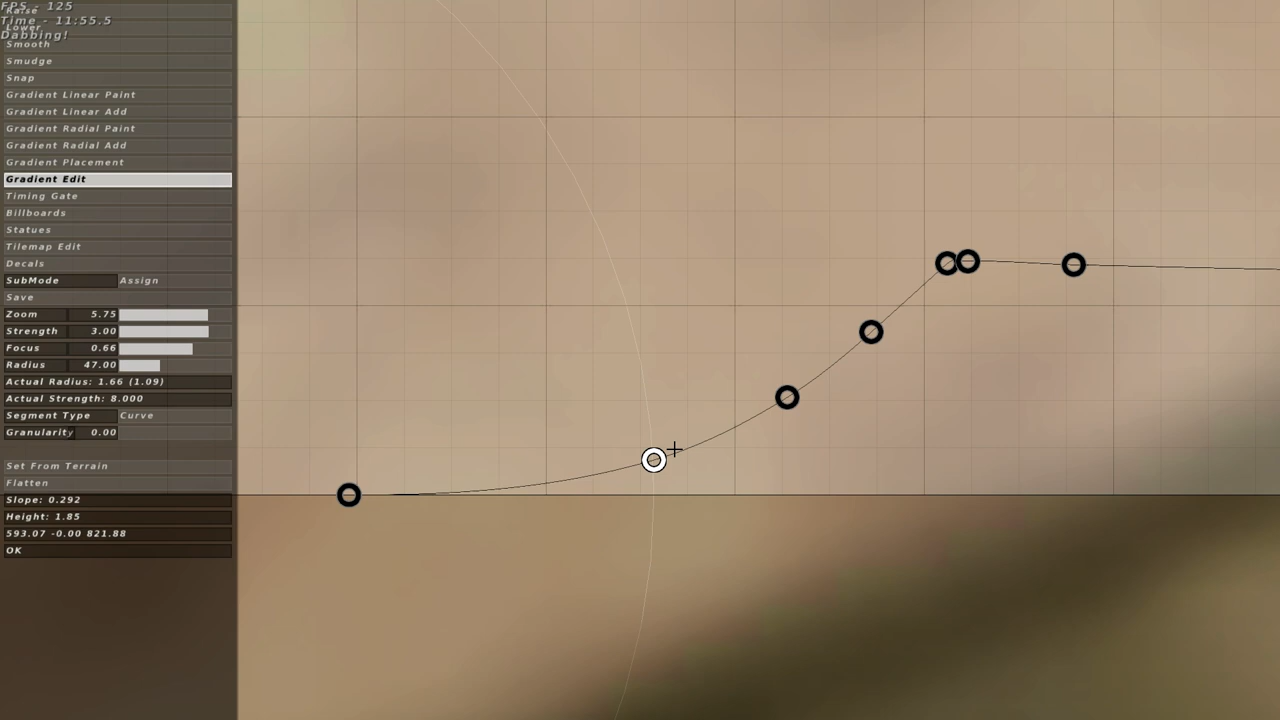 FPS - 125
Raise
Time - 11:55.5
Lower
Dabbing!
Smooth
Smudge
Snap
Gradient Linear Paint
Gradient Linear Add
Gradient Radial Paint
Gradient Radial Add
Gradient Placement
Gradient Edit
Timing Gate
Billboards
Statues
Tilemap Edit
Decals
SubMode Assign
Save
Zoom 5.75
Strength 3.00
Focus 0.66
Radius 47.00
Actual Radius: 1.66 (1.09)
Actual Strength: 8.000
Segment Type Curve
Granularity 0.00
Set From Terrain
Flatten
Slope: 0.292
Height: 1.85
593.07 -0.00 821.88
OK